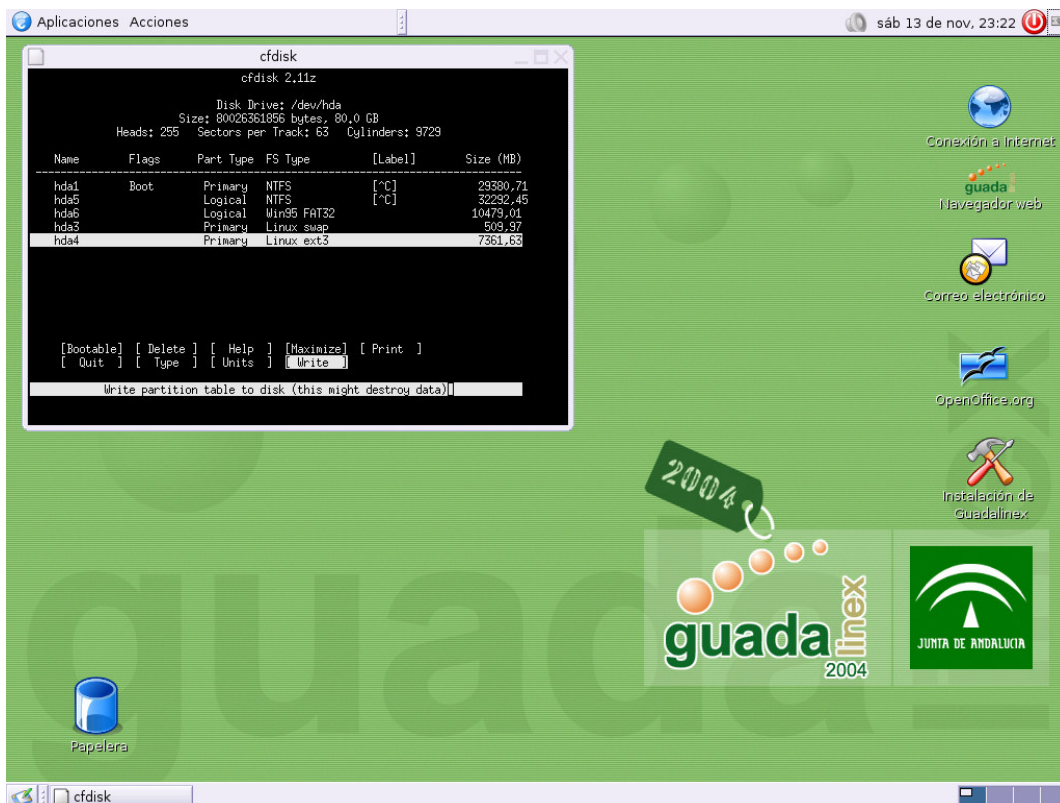 Aplicaciones Acciones
sáb 13 de nov, 23:22
cfdisk
cfdisk 2.11z
Disk Drive: /dev/hda
Size: 80026361856 bytes, 80.0 GB
Heads: 255 Sectors per Track: 63 Cylinders: 9729
Name Flags Part Type FS Type [Label] Size (MB)
hda1 Boot Primary NTFS [^C] 29380,71
hda5 Logical NTFS [^C] 32292,45
hda6 Logical Win95 FAT32 10479,01
hda3 Primary Linux swap 509,97
hda4 Primary Linux ext3 7361,63
[Bootable] [ Delete ] [ Help ] [Maximize] [ Print ]
[ Quit ] [ Type ] [ Units ] [ Write ]
Write partition table to disk (this might destroy data)
Conexión a Internet
guada
Navegador web
Correo electrónico
OpenOffice.org
Instalación de
Guadalinex
2004
guada linex
2004
JUNTA DE ANDALUCIA
guadalinex
Papelera
cfdisk